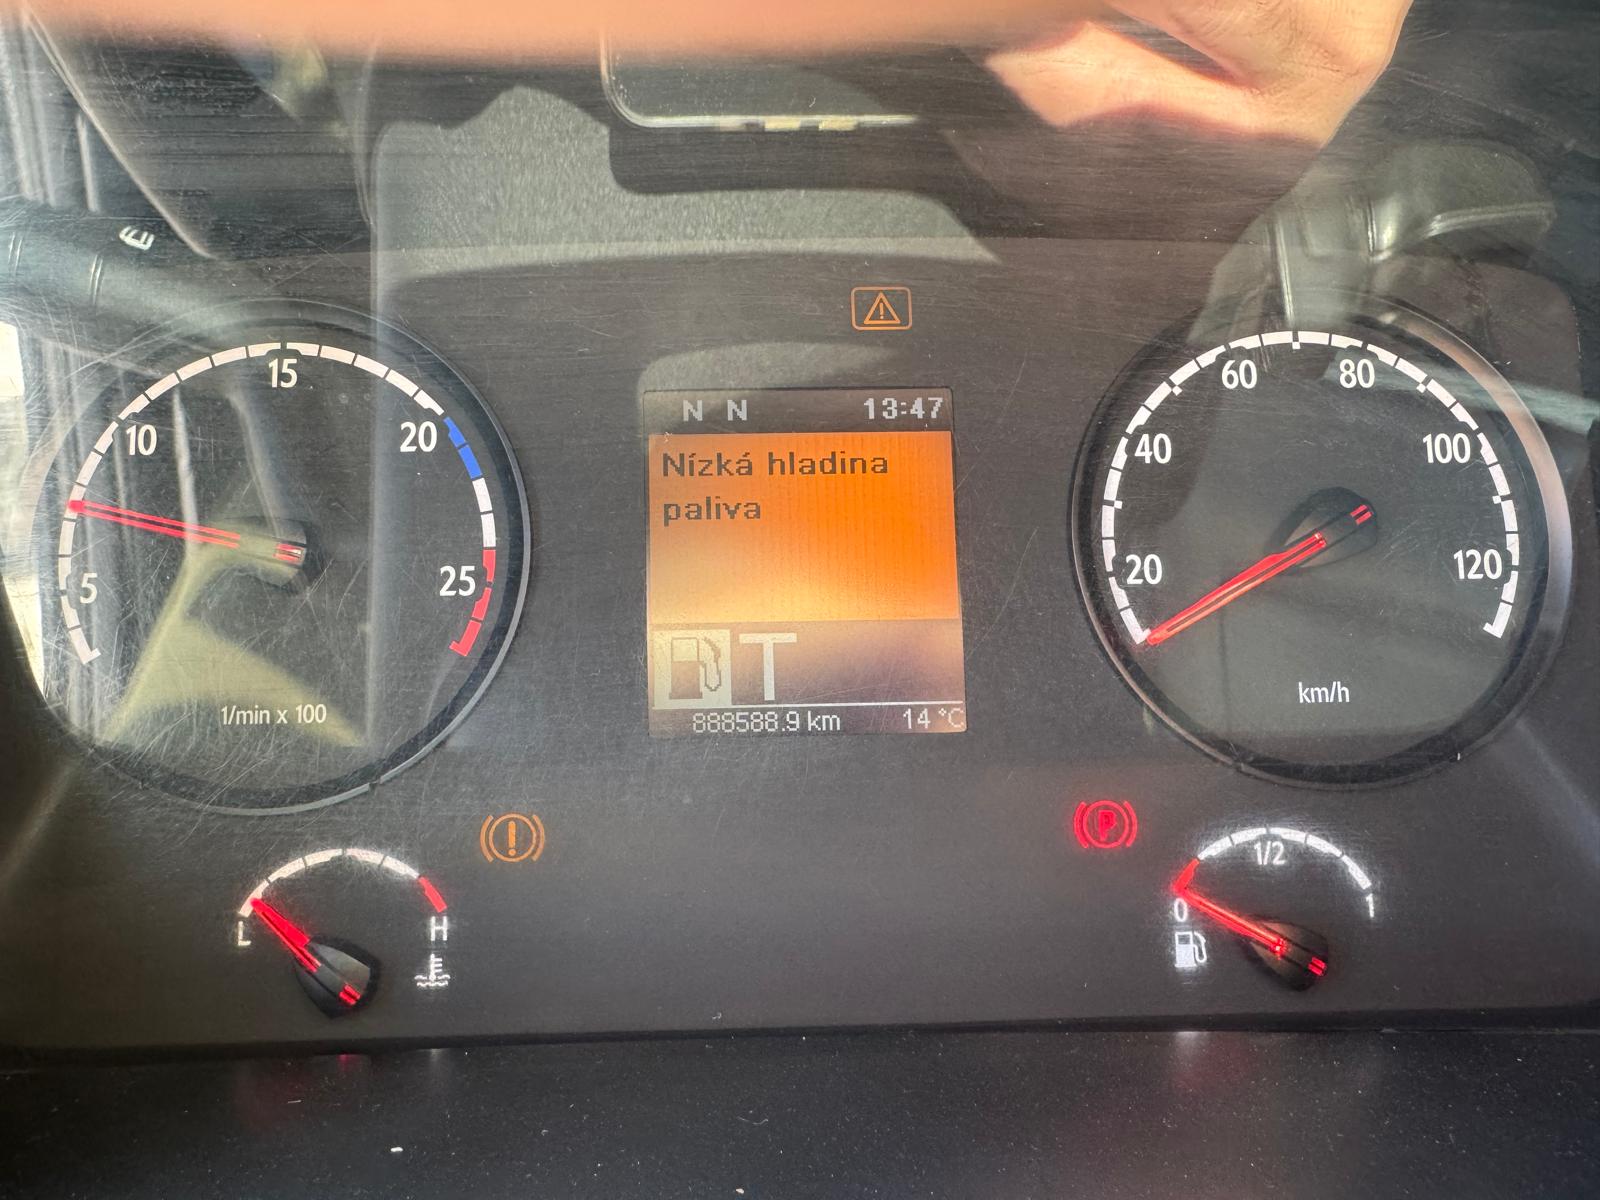 E
15
10
20
5
25
1/min x 100
N N 13:47
Nízká hladina
paliva
T
888588.9 km 14 °C
60
80
40
100
20
120
km/h
P
L
H
1/2
0
1